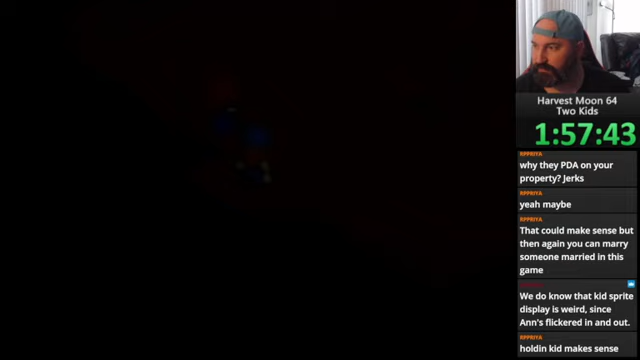 Harvest Moon 64
Two Kids
1:57:43
RPPRIYA
why they PDA on your
property? Jerks
RPPRIYA
yeah maybe
RPPRIYA
That could make sense but
then again you can marry
someone married in this
game
We do know that kid sprite
display is weird, since
Ann's flickered in and out.
RPPRIYA
holdin kid makes sense